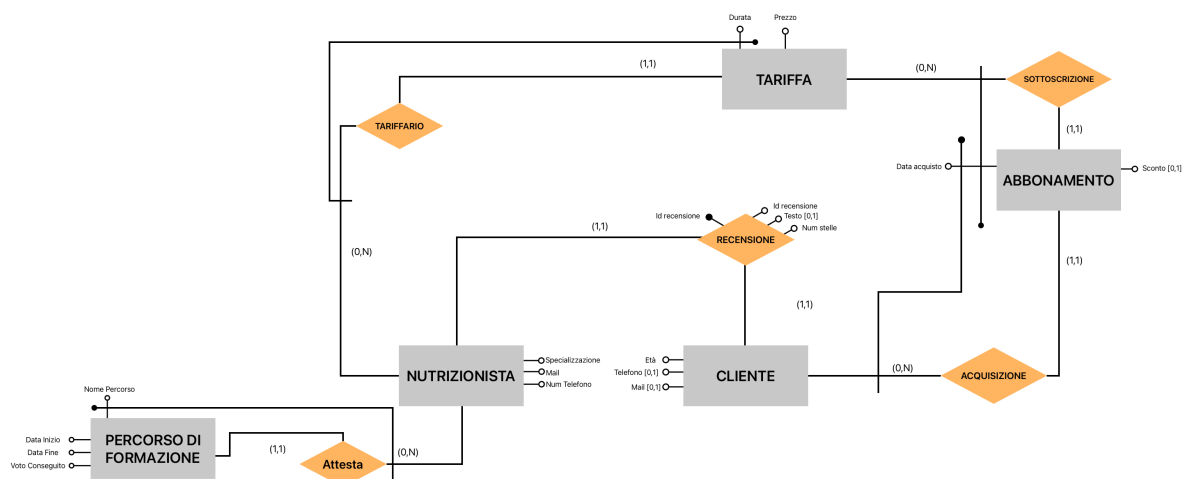 Durata
Prezzo
(1,1)
TARIFFA
(0,N)
SOTTOSCRIZIONE
TARIFFARIO
(1,1)
Data acquisto
ABBONAMENTO
Sconto [0,1]
Id recensione
Id recensione
Testo [0,1]
Num stelle
(1,1)
RECENSIONE
(0,N)
(1,1)
(1,1)
NUTRIZIONISTA
Specializzazione
Mail
Num Telefono
Età
Telefono [0,1]
Mail [0,1]
CLIENTE
(0,N)
ACQUISIZIONE
Nome Percorso
Data Inizio
Data Fine
Voto Conseguito
PERCORSO DI
FORMAZIONE
(1,1)
Attesta
(0,N)